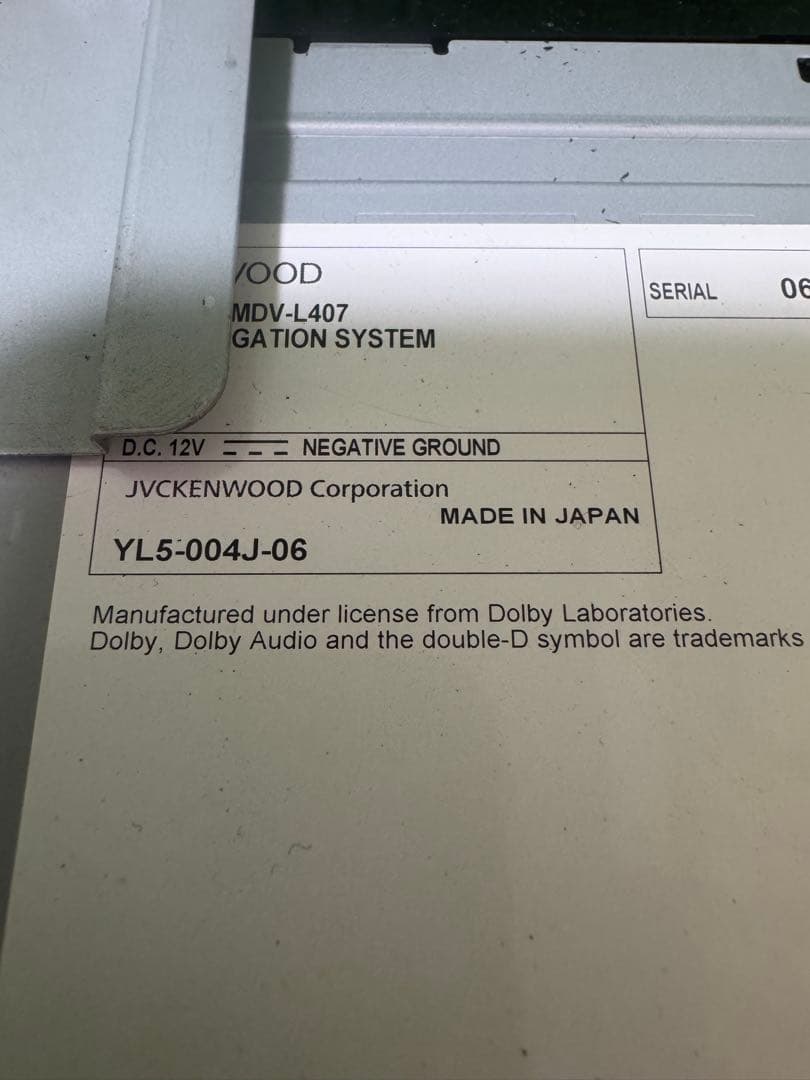 WOOD
MDV-L407
GATION SYSTEM
SERIAL 06
D.C. 12V NEGATIVE GROUND
JVCKENWOOD Corporation
MADE IN JAPAN
YL5-004J-06
Manufactured under license from Dolby Laboratories.
Dolby, Dolby Audio and the double-D symbol are trademarks